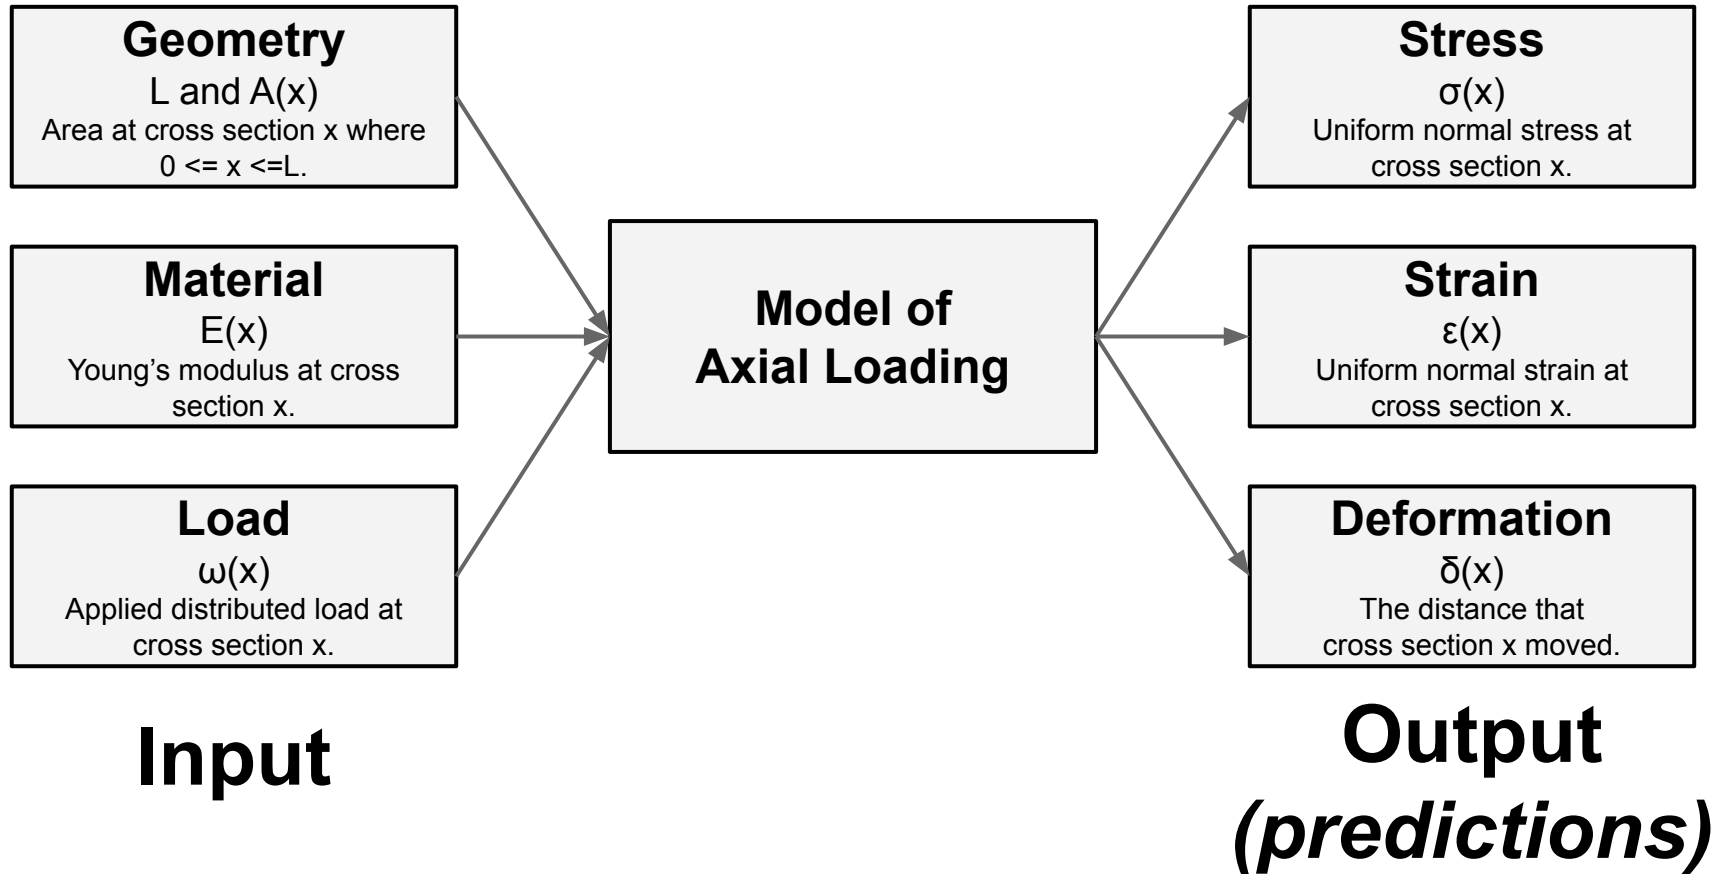 Geometry
L and A(x)
Area at cross section x where
0 <= x <=L.
Material
E(x)
Young’s modulus at cross
section x.
Load
ω(x)
Applied distributed load at
cross section x.
Input
Model of
Axial Loading
Stress
σ(x)
Uniform normal stress at
cross section x.
Strain
ε(x)
Uniform normal strain at
cross section x.
Deformation
δ(x)
The distance that
cross section x moved.
Output
(predictions)